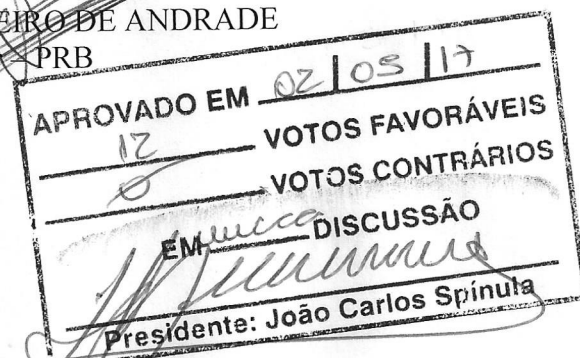 EIRO DE ANDRADE
PRB
APROVADO EM 02/05/17
12 VOTOS FAVORÁVEIS
0 VOTOS CONTRÁRIOS
EM única DISCUSSÃO
Presidente: João Carlos Spínula